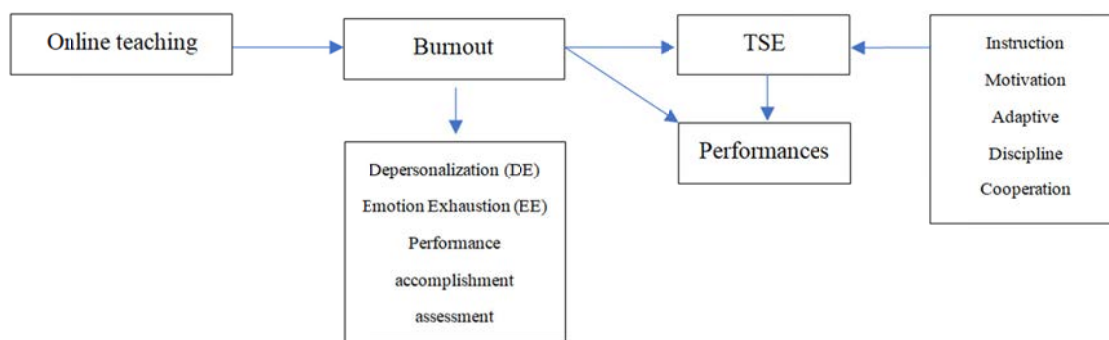 Online teaching
Burnout
TSE
Performances
Depersonalization (DE)
Emotion Exhaustion (EE)
Performance
accomplishment
assessment
Instruction
Motivation
Adaptive
Discipline
Cooperation